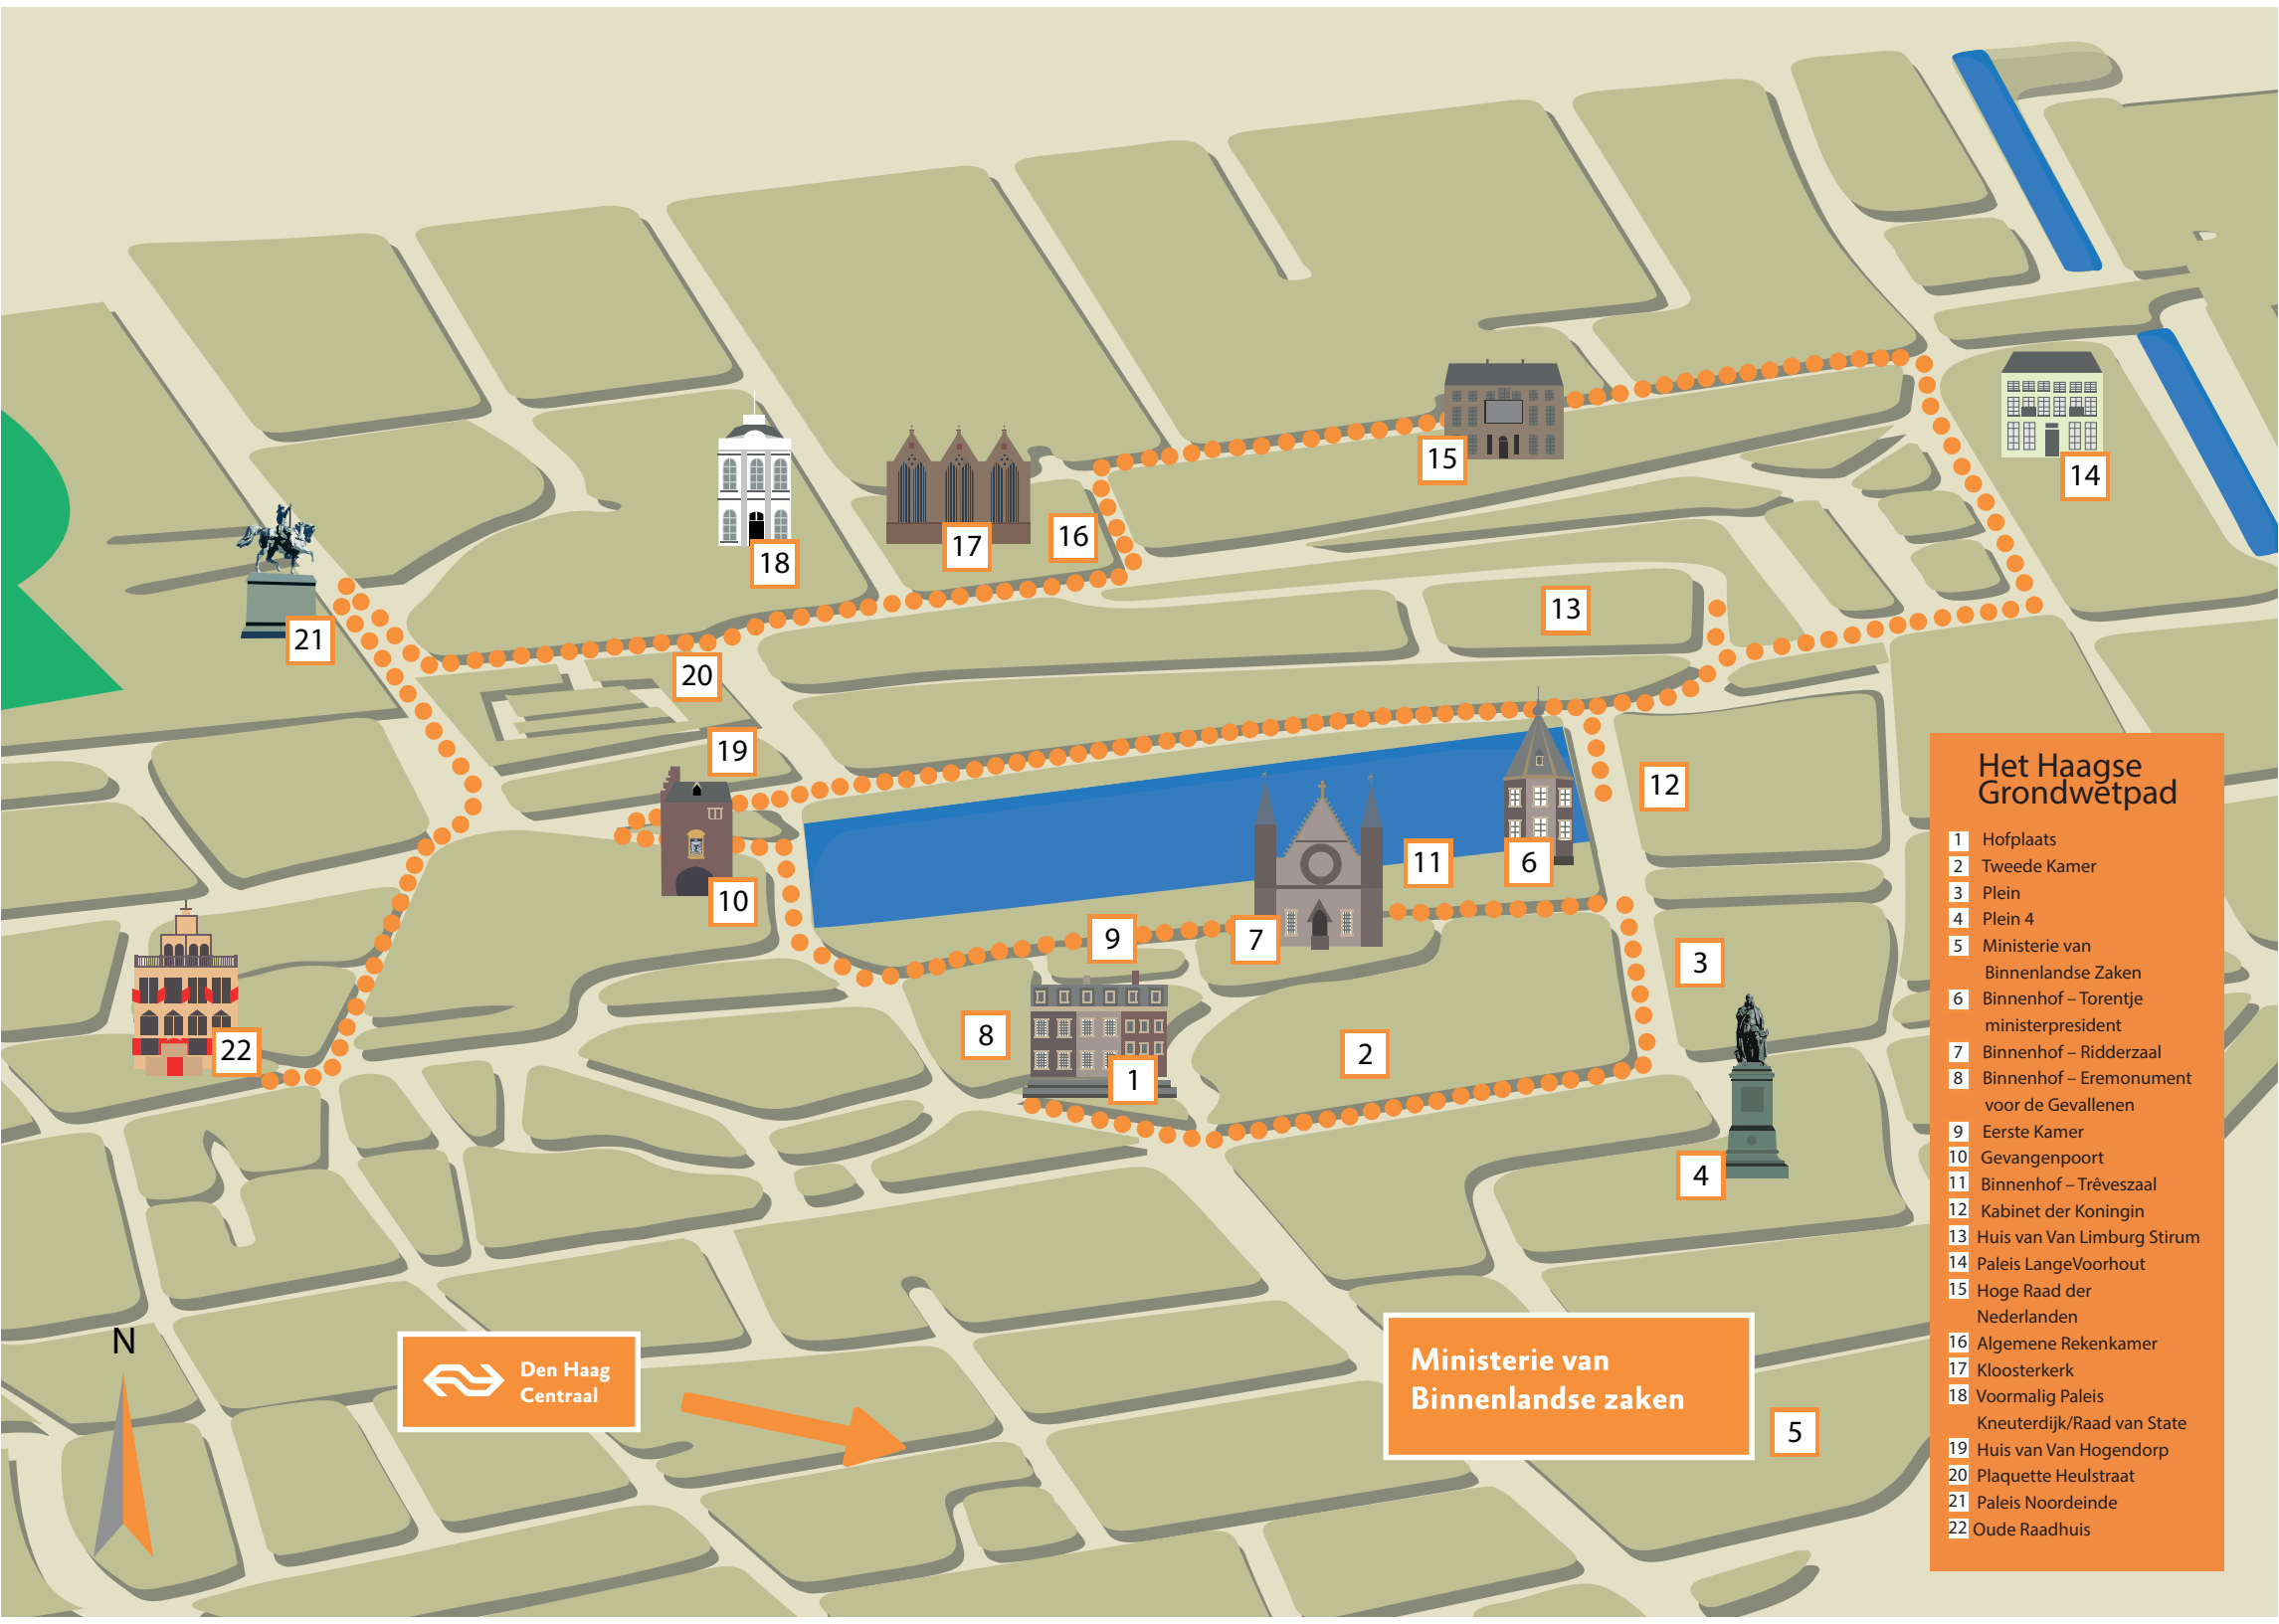 18
17
16
15
14
13
21
20
19
12
10
11
6
9
7
3
22
8
2
1
4
5
N
Den Haag
Centraal
Ministerie van
Binnenlandse zaken
Het Haagse
Grondwetpad
1 Hofplaats
2 Tweede Kamer
3 Plein
4 Plein 4
5 Ministerie van
Binnenlandse Zaken
6 Binnenhof – Torentje
ministerpresident
7 Binnenhof – Ridderzaal
8 Binnenhof – Eremonument
voor de Gevallenen
9 Eerste Kamer
10 Gevangenpoort
11 Binnenhof – Trêveszaal
12 Kabinet der Koningin
13 Huis van Van Limburg Stirum
14 Paleis LangeVoorhout
15 Hoge Raad der
Nederlanden
16 Algemene Rekenkamer
17 Kloosterkerk
18 Voormalig Paleis
Kneuterdijk/Raad van State
19 Huis van Van Hogendorp
20 Plaquette Heulstraat
21 Paleis Noordeinde
22 Oude Raadhuis